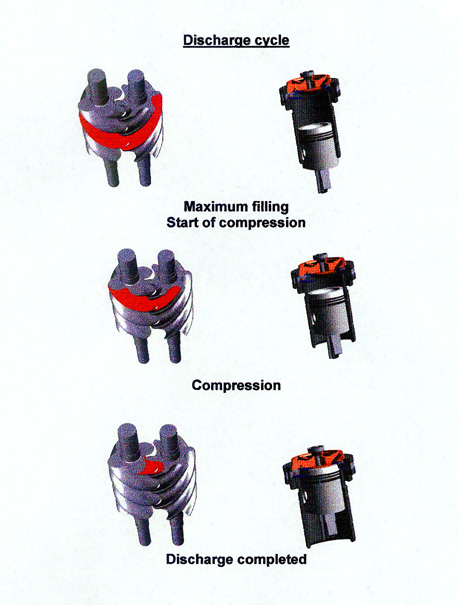 Discharge cycle
Maximum filling
Start of compression
Compression
Discharge completed